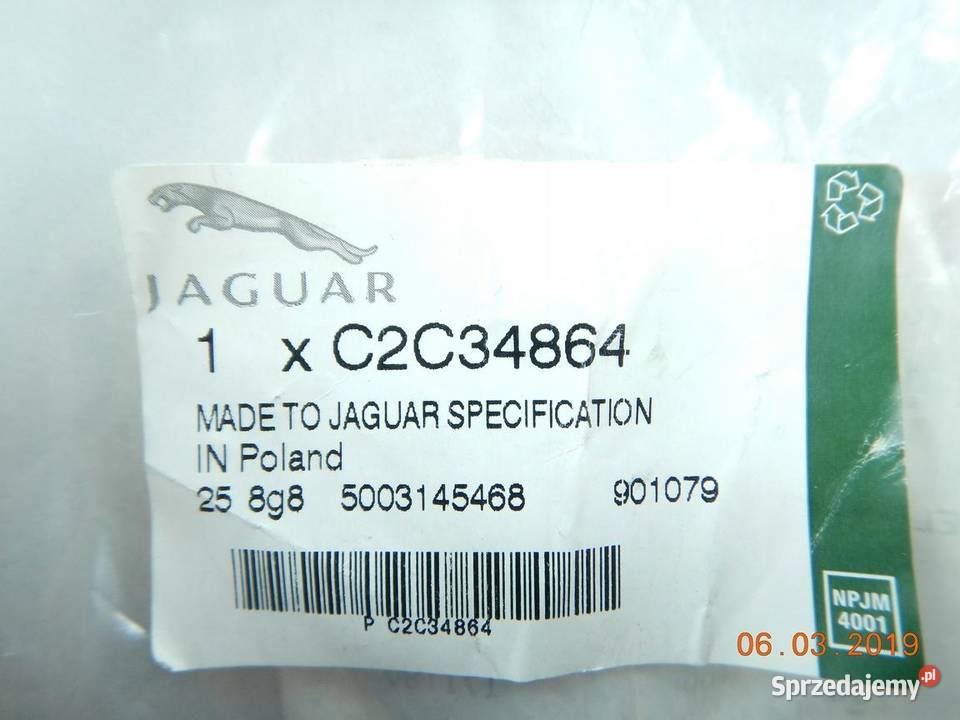 JAGUAR
1 x C2C34864
MADE TO JAGUAR SPECIFICATION
IN Poland
25 8g8 5003145468 901079
P C2C34864
NPJM
4001
06.03.2019
Sprzedajemy.pl